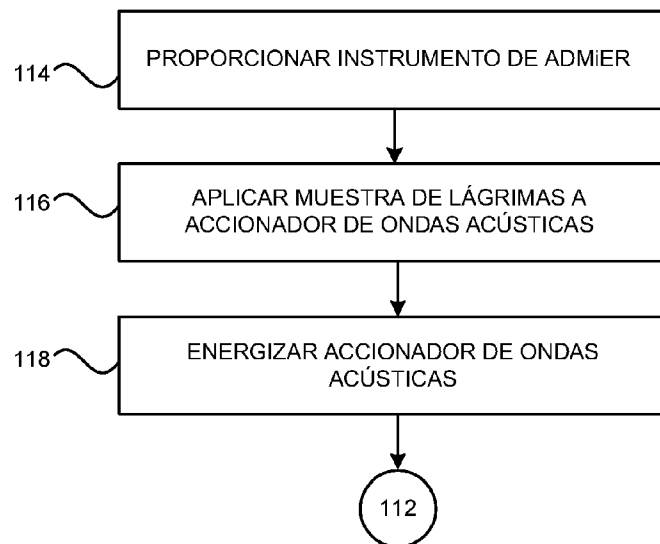 114
PROPORCIONAR INSTRUMENTO DE ADMiER
116
APLICAR MUESTRA DE LÁGRIMAS A
ACCIONADOR DE ONDAS ACÚSTICAS
118
ENERGIZAR ACCIONADOR DE ONDAS
ACÚSTICAS
112